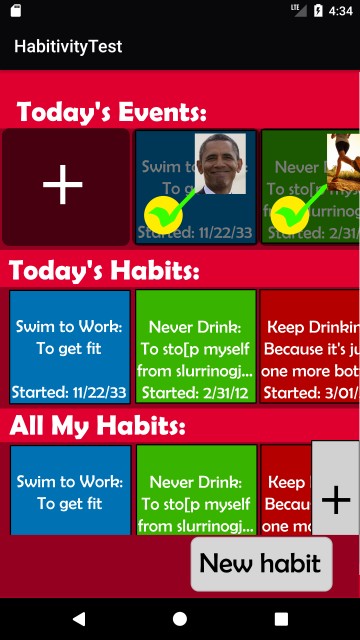 LTE 4:34
HabitivityTest
Today's Events:
+
Swim to
To g
Started: 11/22/33
Never
To sto[p my
slurrinog
Started: 2/31/
Today's Habits:
Swim to Work:
To get fit
Started: 11/22/33
Never Drink:
To sto[p myself
from slurrinogj...
Started: 2/31/12
Keep Drinkin
Because it's ju
one more bot
Started: 3/01/
All My Habits:
Swim to Work:
To get fit
Never Drink:
To sto[p myself
from slurrinogj...
Keep
Becau
one mo
+
New habit